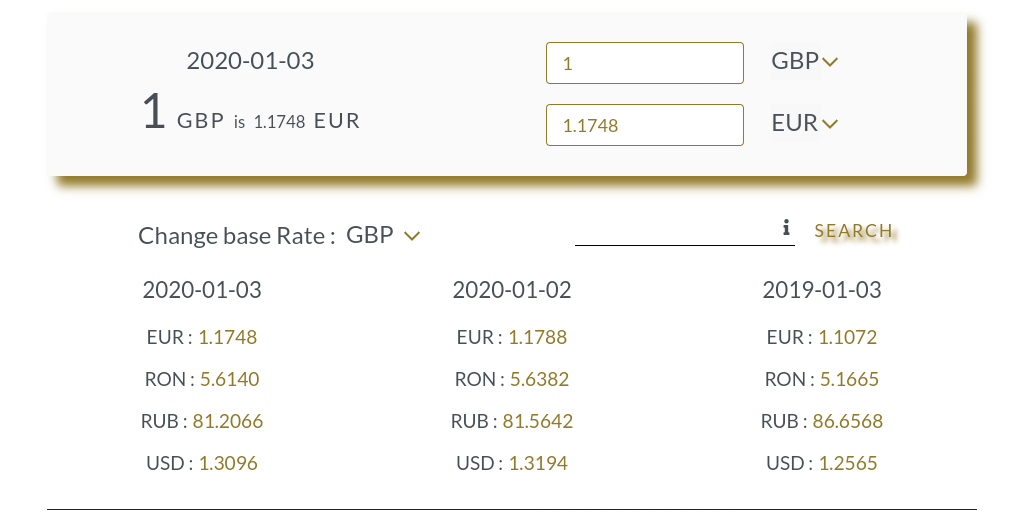 2020-01-03
1 GBP is 1.1748 EUR
1 GBP
1.1748 EUR
Change base Rate : GBP
SEARCH
2020-01-03 2020-01-02 2019-01-03
EUR : 1.1748 EUR : 1.1788 EUR : 1.1072
RON : 5.6140 RON : 5.6382 RON : 5.1665
RUB : 81.2066 RUB : 81.5642 RUB : 86.6568
USD : 1.3096 USD : 1.3194 USD : 1.2565